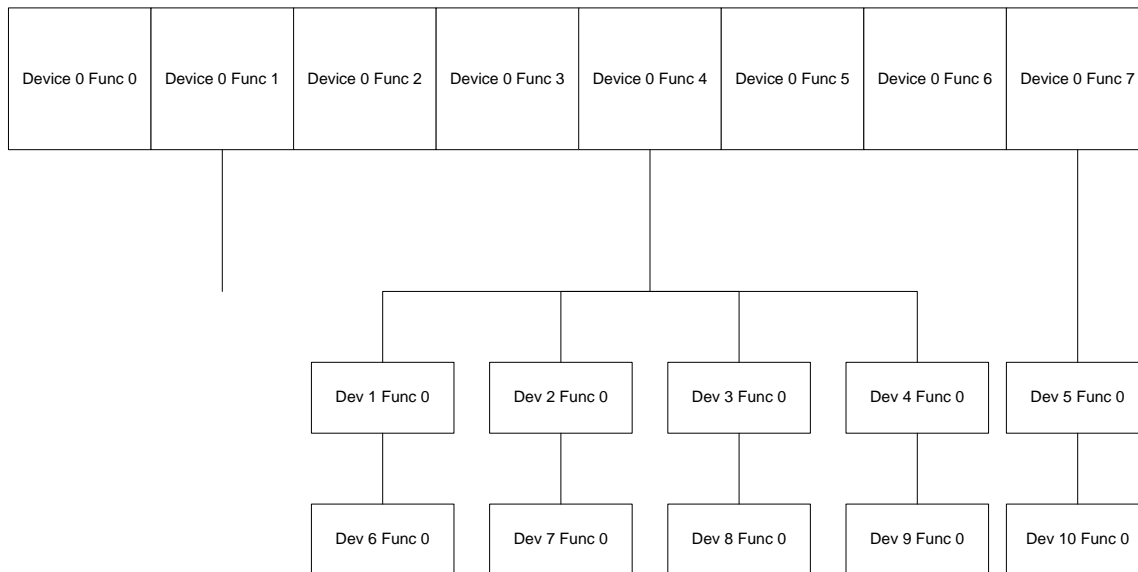 Device 0 Func 0
Device 0 Func 1
Device 0 Func 2
Device 0 Func 3
Device 0 Func 4
Device 0 Func 5
Device 0 Func 6
Device 0 Func 7
Dev 1 Func 0
Dev 2 Func 0
Dev 3 Func 0
Dev 4 Func 0
Dev 5 Func 0
Dev 6 Func 0
Dev 7 Func 0
Dev 8 Func 0
Dev 9 Func 0
Dev 10 Func 0